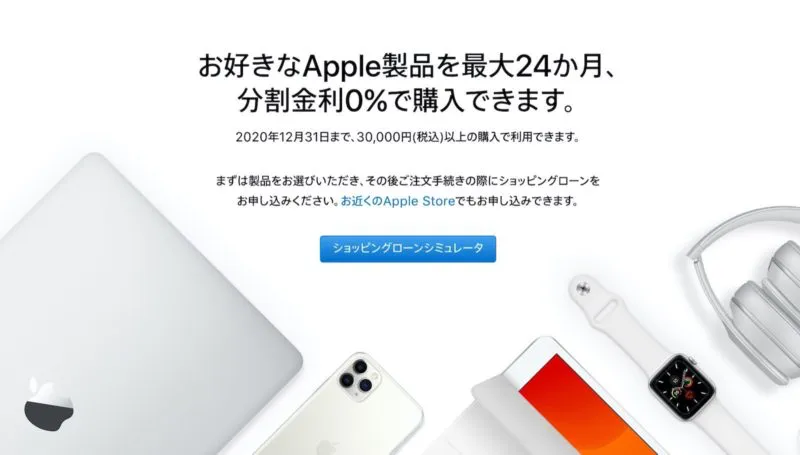 お好きなApple製品を最大24か月、
分割金利0%で購入できます。
2020年12月31日まで、30,000円(税込)以上の購入で利用できます。
まずは製品をお選びいただき、その後ご注文手続きの際にショッピングローンを
お申し込みください。お近くのApple Storeでもお申し込みできます。
ショッピングローンシミュレータ